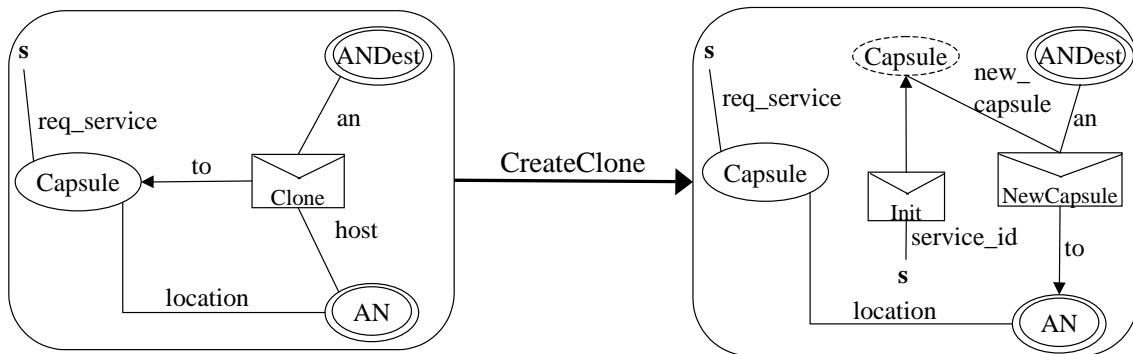 s
ANDest
req_service
an
Capsule
to
Clone
host
location
AN
CreateClone
s
Capsule
ANDest
new_
capsule
req_service
an
Capsule
Init
NewCapsule
service_id
to
s
location
AN